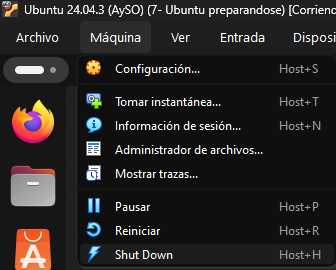 Ubuntu 24.04.3 (AySO) (7- Ubuntu preparandose) [Corriend
Archivo Máquina Ver Entrada Disposi
Configuración... Host+S
Tomar instantánea... Host+T
Información de sesión... Host+N
Administrador de archivos...
Mostrar trazas...
Pausar Host+P
Reiniciar Host+R
Shut Down Host+H